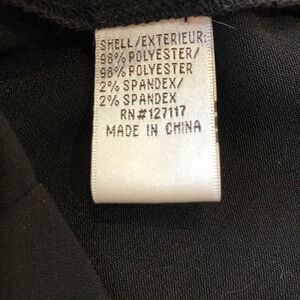 SHELL/EXTERIEUR:
98% POLYESTER/
98% POLYESTER
2% SPANDEX/
2% SPANDEX
RN#127117
MADE IN CHINA